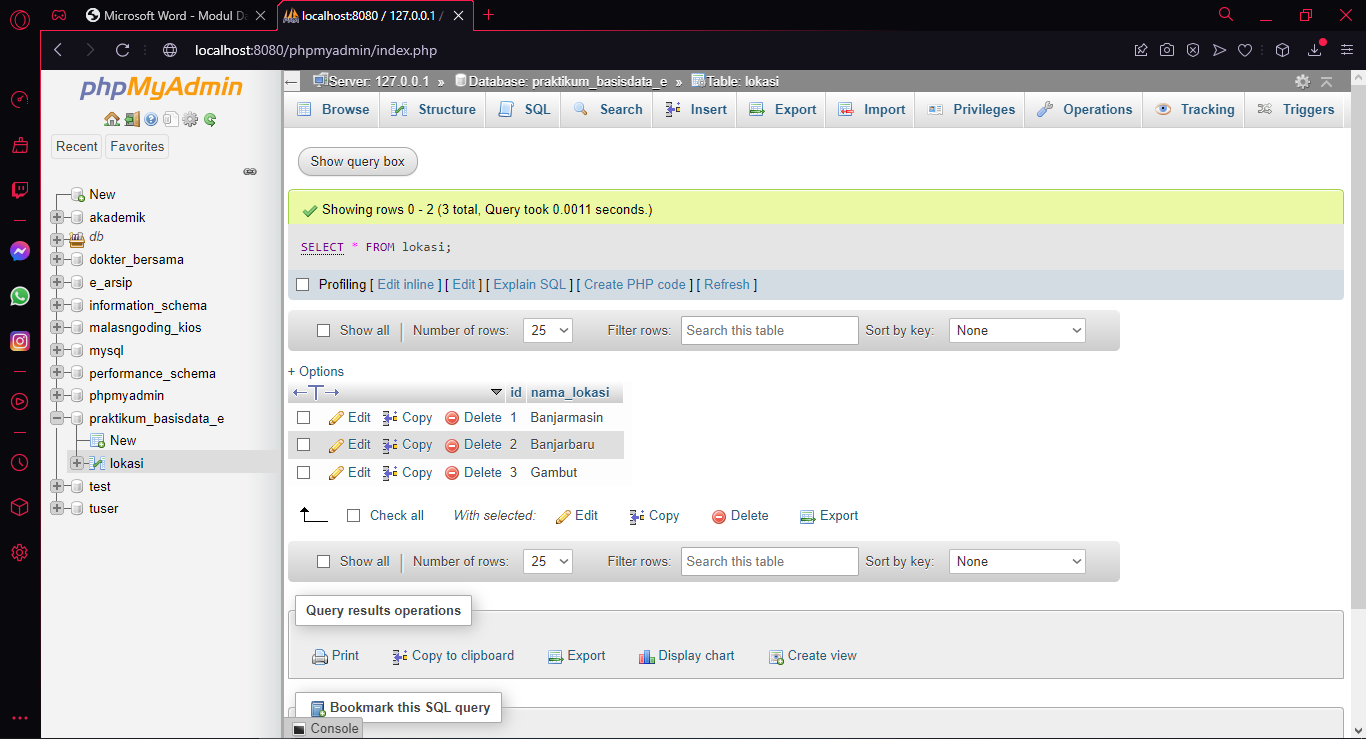 Microsoft Word - Modul Da
localhost:8080 / 127.0.0.1 /
localhost:8080/phpmyadmin/index.php
phpMyAdmin
Recent Favorites
New
akademik
db
dokter_bersama
e_arsip
information_schema
malasngoding_kios
mysql
performance_schema
phpmyadmin
praktikum_basisdata_e
New
lokasi
test
tuser
Server: 127.0.0.1 » Database: praktikum_basisdata_e » Table: lokasi
Browse Structure SQL Search Insert Export Import Privileges Operations Tracking Triggers
Show query box
Showing rows 0 - 2 (3 total, Query took 0.0011 seconds.)
SELECT * FROM lokasi;
Profiling [ Edit inline ] [ Edit ] [ Explain SQL ] [ Create PHP code ] [ Refresh ]
Show all Number of rows: 25 Filter rows: Search this table Sort by key: None
+ Options
←T→ id nama_lokasi
Edit Copy Delete 1 Banjarmasin
Edit Copy Delete 2 Banjarbaru
Edit Copy Delete 3 Gambut
Check all With selected: Edit Copy Delete Export
Show all Number of rows: 25 Filter rows: Search this table Sort by key: None
Query results operations
Print Copy to clipboard Export Display chart Create view
Bookmark this SQL query
Console